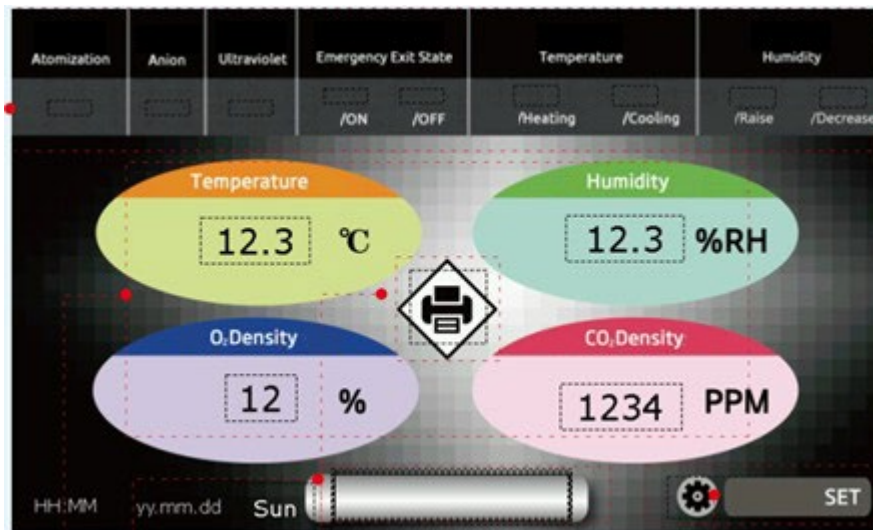 Atomization Anion Ultraviolet Emergency Exit State Temperature Humidity
/ON /OFF /Heating /Cooling /Raise /Decrease
Temperature Humidity
12.3 ℃ 12.3 %RH
O₂Density CO₂Density
12 % 1234 PPM
HH:MM yy.mm.dd Sun SET